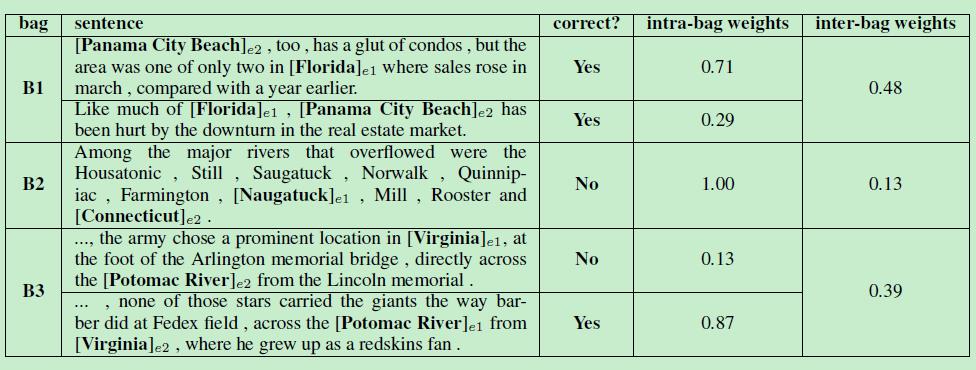 bag sentence correct? intra-bag weights inter-bag weights
B1
[Panama City Beach]e2 , too , has a glut of condos , but the
area was one of only two in [Florida]e1 where sales rose in
march , compared with a year earlier.
Yes 0.71
Like much of [Florida]e1 , [Panama City Beach]e2 has
been hurt by the downturn in the real estate market.
Yes 0.29
0.48
B2
Among the major rivers that overflowed were the
Housatonic , Still , Saugatuck , Norwalk , Quinnip-
iac , Farmington , [Naugatuck]e1 , Mill , Rooster and
[Connecticut]e2 .
No 1.00 0.13
B3
..., the army chose a prominent location in [Virginia]e1, at
the foot of the Arlington memorial bridge , directly across
the [Potomac River]e2 from the Lincoln memorial .
No 0.13
... , none of those stars carried the giants the way bar-
ber did at Fedex field , across the [Potomac River]e1 from
[Virginia]e2 , where he grew up as a redskins fan .
Yes 0.87
0.39